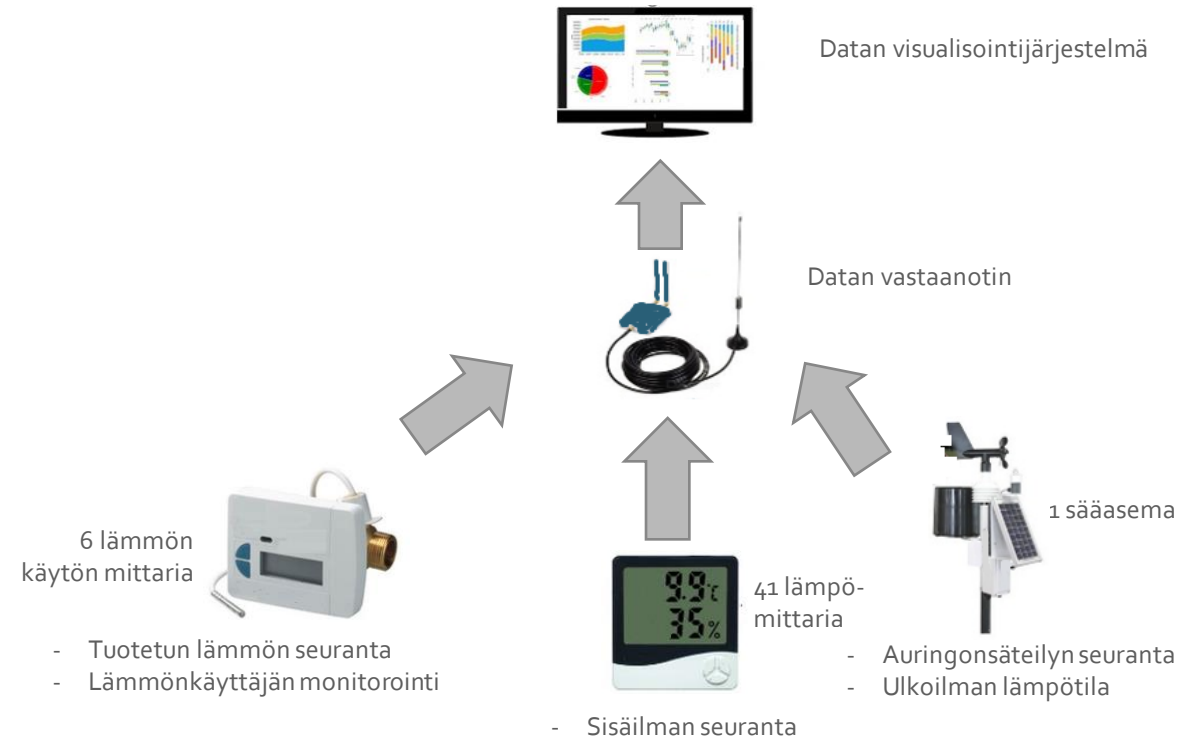 Datan visualisointijärjestelmä
Datan vastaanotin
6 lämmön
käytön mittaria
- Tuotetun lämmön seuranta
- Lämmönkäyttäjän monitorointi
9.9°C
35%
41 lämpö-
mittaria
- Sisäilman seuranta
1 sääasema
- Auringonsäteilyn seuranta
- Ulkoilman lämpötila